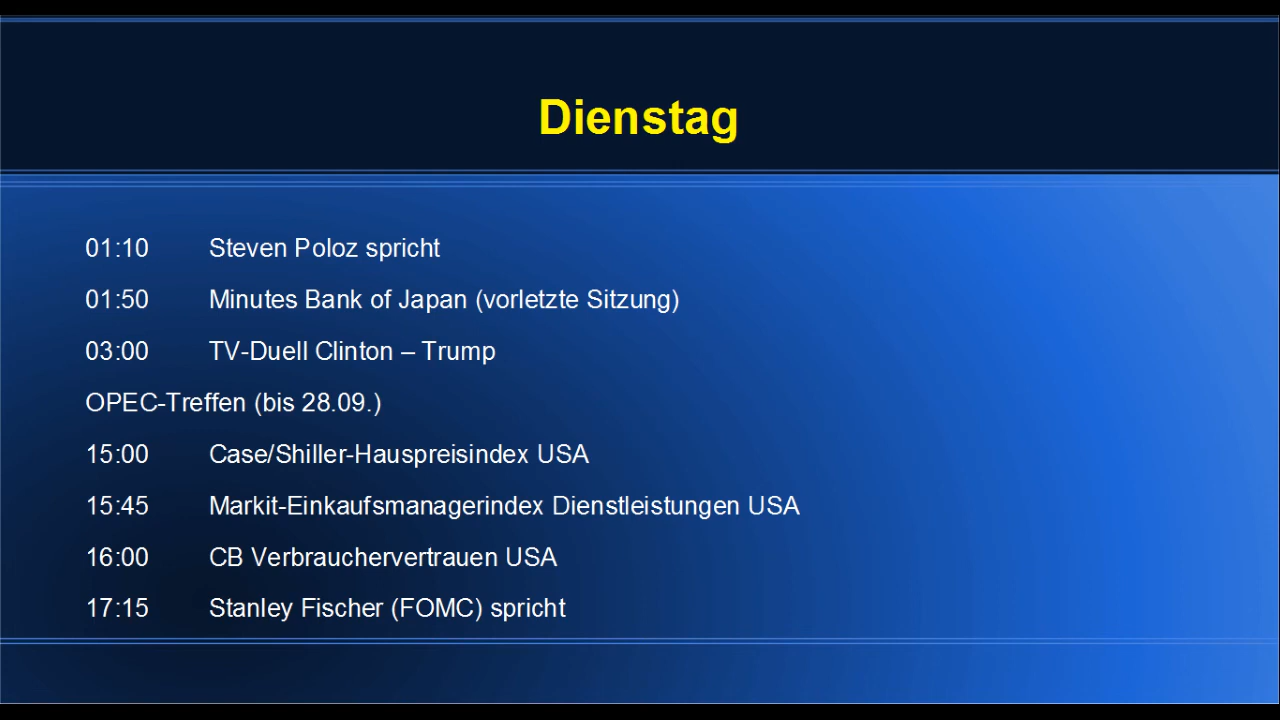 Dienstag
01:10 Steven Poloz spricht
01:50 Minutes Bank of Japan (vorletzte Sitzung)
03:00 TV-Duell Clinton – Trump
OPEC-Treffen (bis 28.09.)
15:00 Case/Shiller-Hauspreisindex USA
15:45 Markit-Einkaufsmanagerindex Dienstleistungen USA
16:00 CB Verbrauchervertrauen USA
17:15 Stanley Fischer (FOMC) spricht